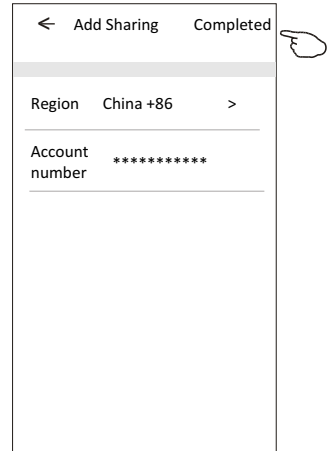 ← Add Sharing Completed
Region China +86 >
Account
number ***********